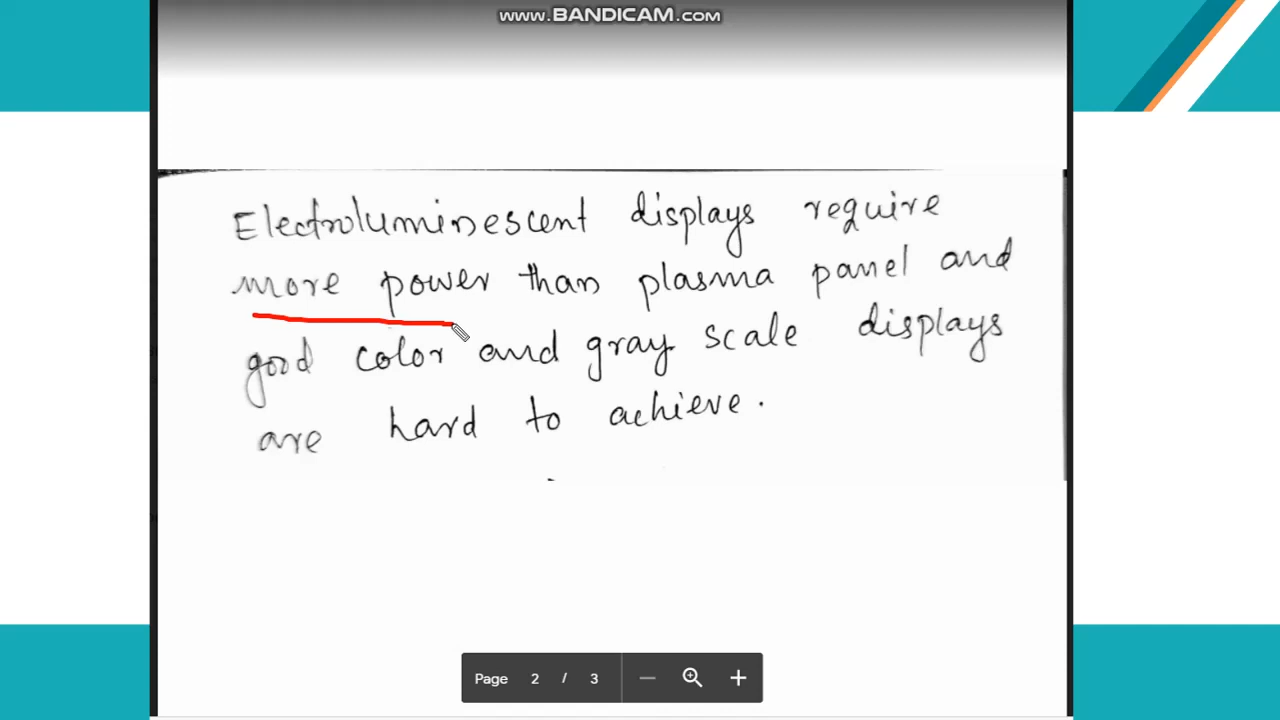 www.BANDICAM.com
Electroluminescent displays require
more power than plasma panel and
good color and gray scale displays
are hard to achieve.
Page 2 / 3